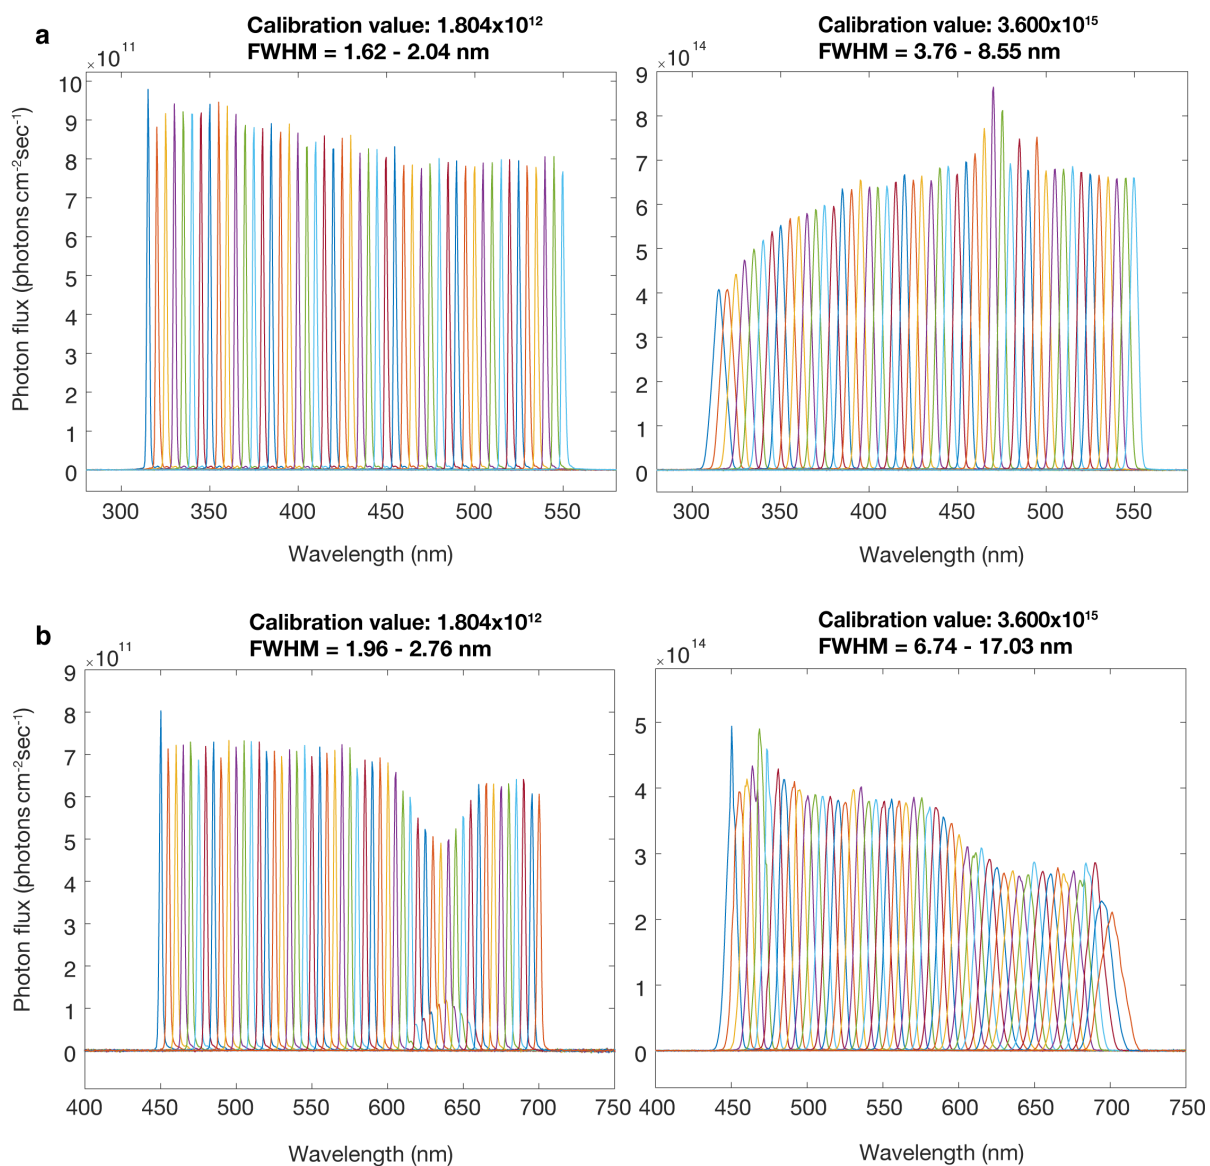 a
Calibration value: 1.804x10¹²
FWHM = 1.62 - 2.04 nm
×10¹¹
10
9
8
7
6
5
4
3
2
1
0
300 350 400 450 500 550
Wavelength (nm)
Photon flux (photons cm⁻²sec⁻¹)
Calibration value: 3.600x10¹⁵
FWHM = 3.76 - 8.55 nm
×10¹⁴
9
8
7
6
5
4
3
2
1
0
300 350 400 450 500 550
Wavelength (nm)
b
Calibration value: 1.804x10¹²
FWHM = 1.96 - 2.76 nm
×10¹¹
9
8
7
6
5
4
3
2
1
0
400 450 500 550 600 650 700 750
Wavelength (nm)
Photon flux (photons cm⁻²sec⁻¹)
Calibration value: 3.600x10¹⁵
FWHM = 6.74 - 17.03 nm
×10¹⁴
5
4
3
2
1
0
400 450 500 550 600 650 700 750
Wavelength (nm)